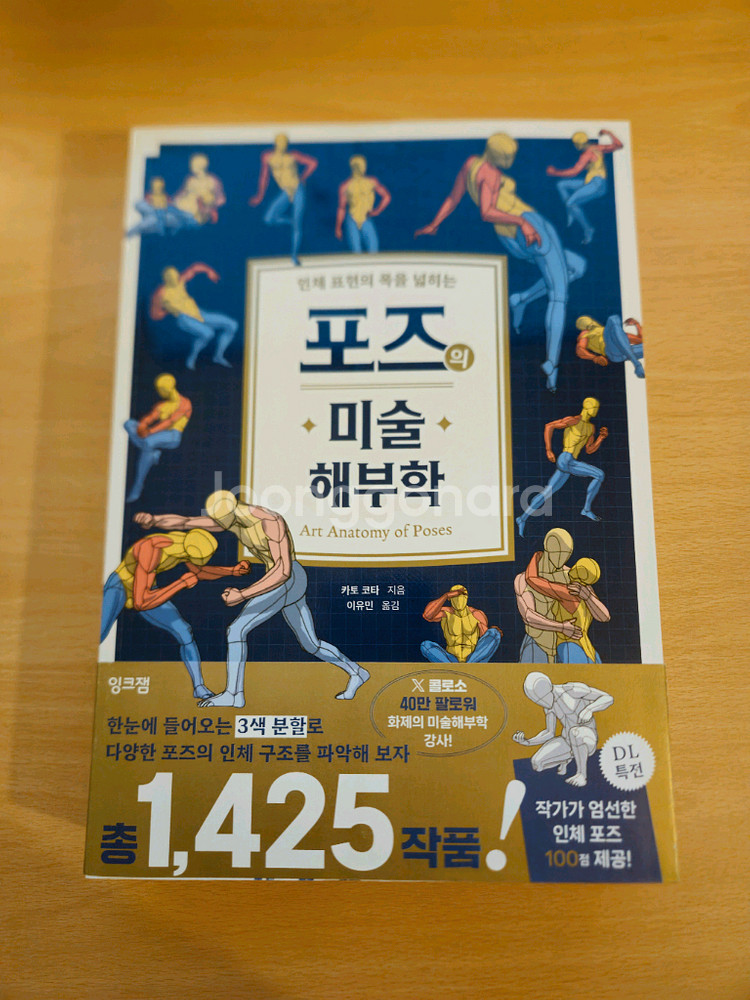 인체 표현의 폭을 넓히는
포즈의
미술
해부학
Art Anatomy of Poses
카토 코타 지음
이유민 옮김
Joonggonara
잉크잼
한눈에 들어오는 3색 분할로
다양한 포즈의 인체 구조를 파악해 보자
총 1,425 작품!
X 콜로소
40만 팔로워
화제의 미술해부학
강사!
DL
특전
작가가 엄선한
인체 포즈
100점 제공!